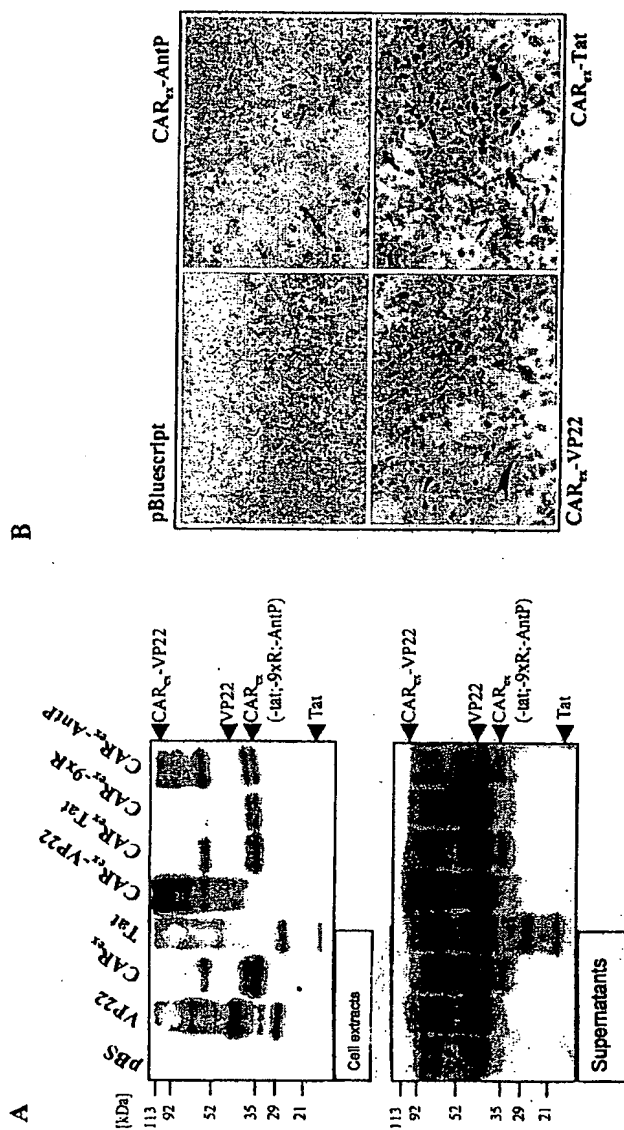 A
[kDa]
pBS
VP22
CARex
Tat
CARex-VP22
CARex Tat
CARex-9xR
CARex-AntP
113
92
52
35
29
21
CARex-VP22
VP22
CARex
(-tat;-9xR;-AntP)
Tat
Cell extracts
113
92
52
35
29
21
CARex-VP22
VP22
CARex
(-tat;-9xR;-AntP)
Tat
Supernatants
B
pBluescript
CARex-AntP
CARex-VP22
CARex-Tat